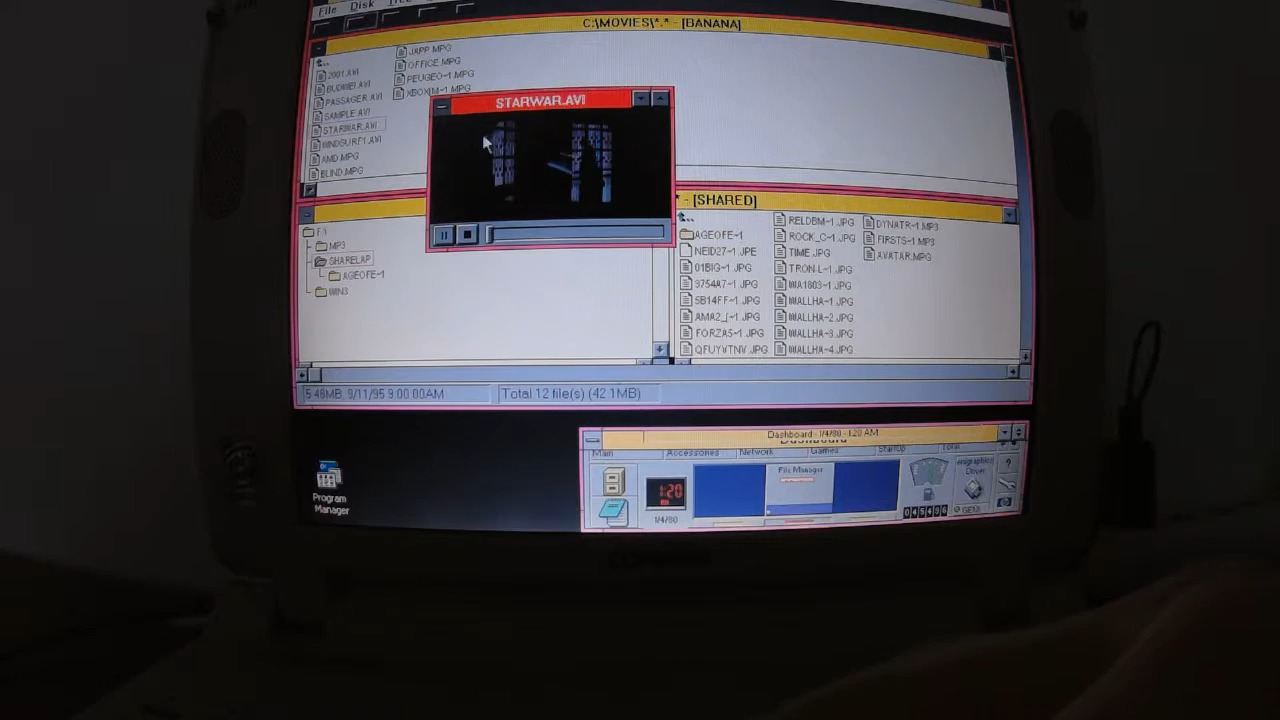 File Disk Tree
C:\MOVIES\*.* - [BANANA]
2001.AVI
BUDWEI.AVI
PASSAGER.AVI
SAMPLE.AVI
STARWAR.AVI
WINDSURF1.AVI
AMD.MPG
BLIND.MPG
JAPP.MPG
OFFICE.MPG
PEUGEO~1.MPG
XBOXIM~1.MPG
STARWAR.AVI
F:\
MP3
SHARELAP
AGEOFE~1
WIN3
* - [SHARED]
AGEOFE~1
NEID27~1.JPE
01BIG~1.JPG
3754A7~1.JPG
5B14FF~1.JPG
AMA2_(~1.JPG
FORZA5~1.JPG
QFUYVTNV.JPG
RELDBM~1.JPG
ROCK_C~1.JPG
TIME.JPG
TRON-L~1.JPG
WA1803~1.JPG
WALLHA~1.JPG
WALLHA~2.JPG
WALLHA~3.JPG
WALLHA~4.JPG
DYNATR~1.MP3
FIRSTS~1.MP3
AVATAR.MPG
5.48MB, 9/11/95 9:00:00AM
Total 12 file(s) (42.1MB)
Program
Manager
Dashboard - 1/4/80 - 1:20 AM
Main Accessories Network Games StartUp
File Manager
1:20
1/4/80
Driver